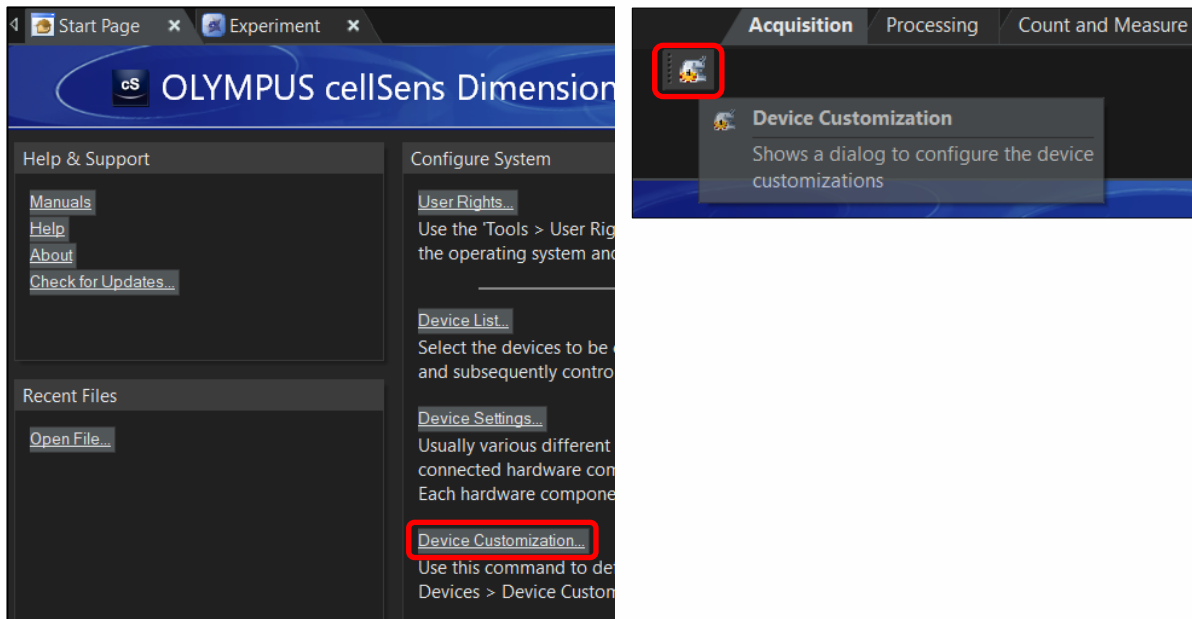 Start Page
Experiment
cS OLYMPUS cellSens Dimension
Help & Support
Manuals
Help
About
Check for Updates...
Recent Files
Open File...
Configure System
User Rights...
Use the 'Tools > User Rig
the operating system and
Device List...
Select the devices to be
and subsequently contro
Device Settings...
Usually various different
connected hardware com
Each hardware compone
Device Customization...
Use this command to de
Devices > Device Custom
Acquisition Processing Count and Measure
Device Customization
Shows a dialog to configure the device
customizations